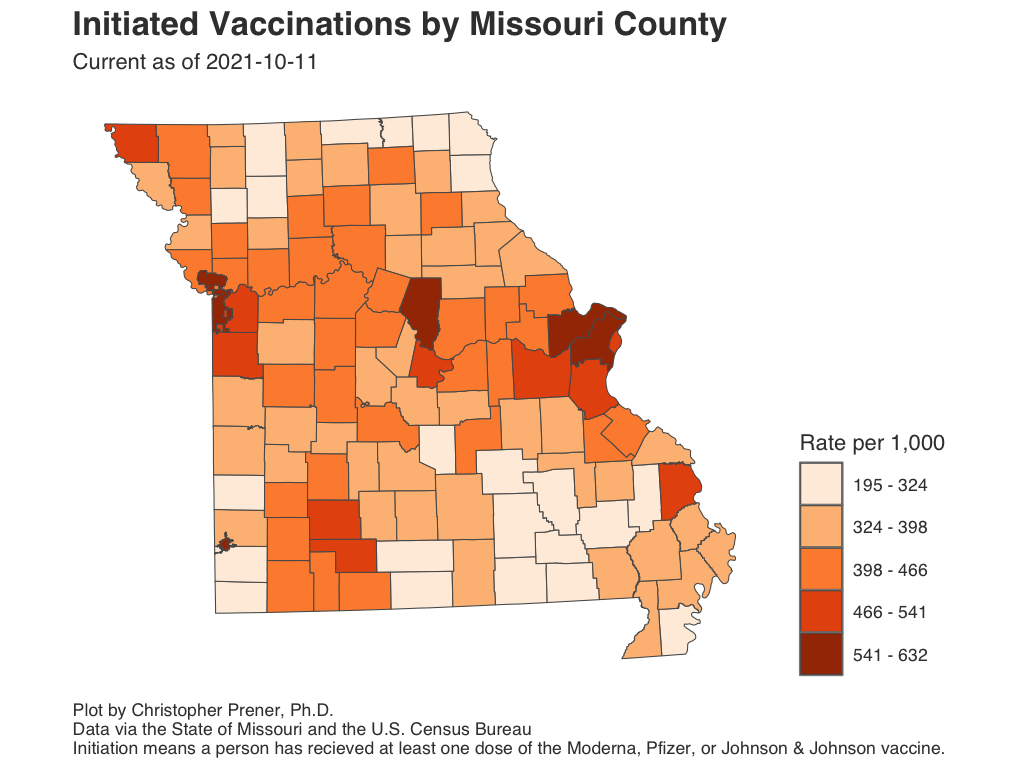 Initiated Vaccinations by Missouri County
Current as of 2021-10-11
Rate per 1,000
195 - 324
324 - 398
398 - 466
466 - 541
541 - 632
Plot by Christopher Prener, Ph.D.
Data via the State of Missouri and the U.S. Census Bureau
Initiation means a person has recieved at least one dose of the Moderna, Pfizer, or Johnson & Johnson vaccine.